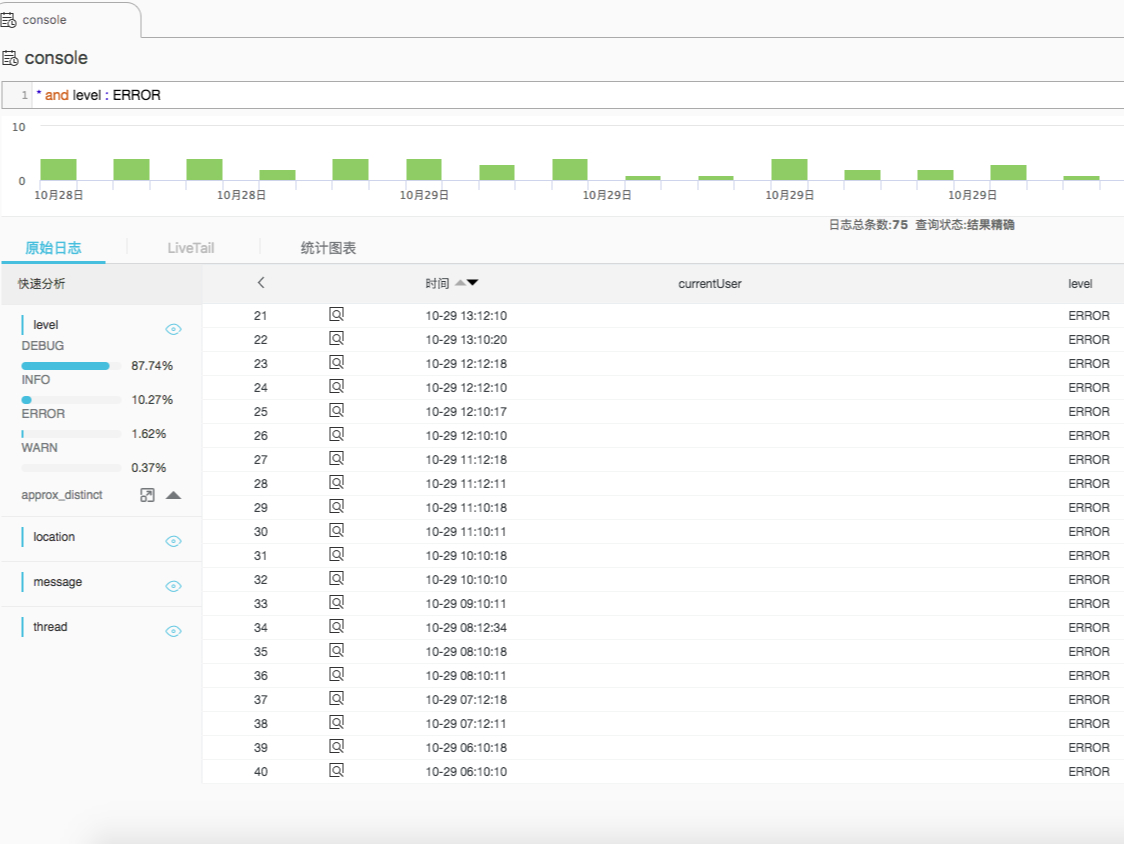 console
console
1 * and level : ERROR
10
0
10月28日 10月28日 10月29日 10月29日 10月29日 10月29日
日志总条数:75 查询状态:结果精确
原始日志 LiveTail 统计图表
快速分析
时间 currentUser level
level
DEBUG
87.74%
INFO
10.27%
ERROR
1.62%
WARN
0.37%
approx_distinct
location
message
thread
21 10-29 13:12:10 ERROR
22 10-29 13:10:20 ERROR
23 10-29 12:12:18 ERROR
24 10-29 12:12:10 ERROR
25 10-29 12:10:17 ERROR
26 10-29 12:10:10 ERROR
27 10-29 11:12:18 ERROR
28 10-29 11:12:11 ERROR
29 10-29 11:10:18 ERROR
30 10-29 11:10:11 ERROR
31 10-29 10:10:18 ERROR
32 10-29 10:10:10 ERROR
33 10-29 09:10:11 ERROR
34 10-29 08:12:34 ERROR
35 10-29 08:10:18 ERROR
36 10-29 08:10:11 ERROR
37 10-29 07:12:18 ERROR
38 10-29 07:12:11 ERROR
39 10-29 06:10:18 ERROR
40 10-29 06:10:10 ERROR